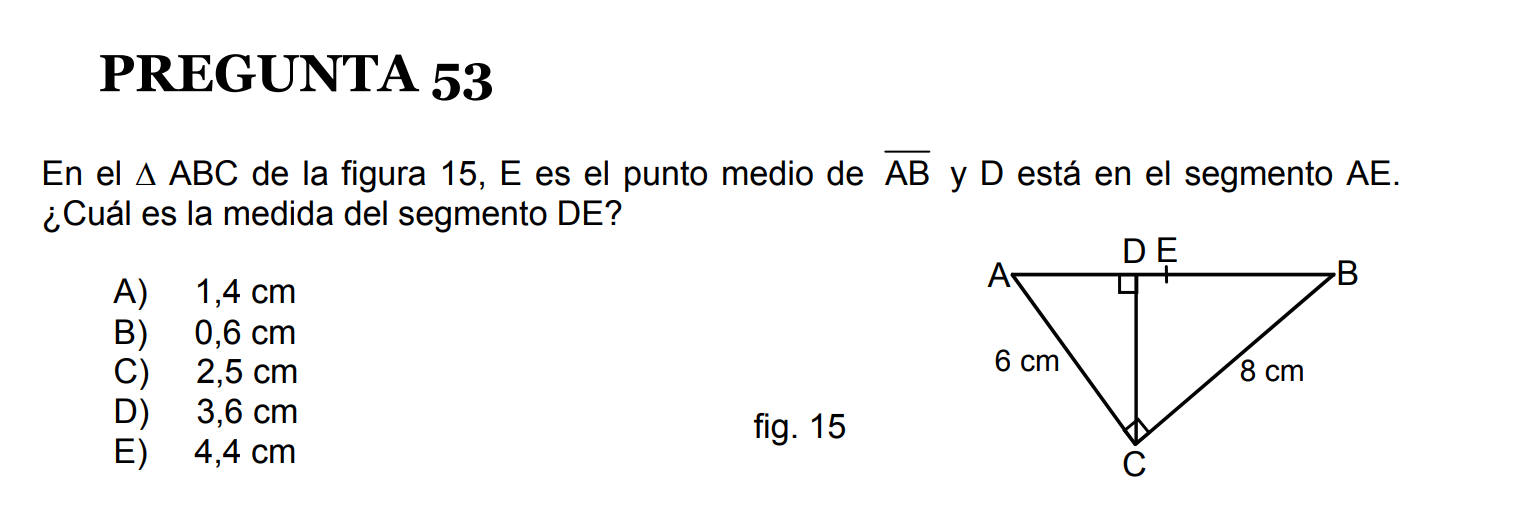 PREGUNTA 53
En el Δ ABC de la figura 15, E es el punto medio de AB y D está en el segmento AE.
¿Cuál es la medida del segmento DE?
A) 1,4 cm
B) 0,6 cm
C) 2,5 cm
D) 3,6 cm
E) 4,4 cm
D E
A
B
6 cm
8 cm
fig. 15
C